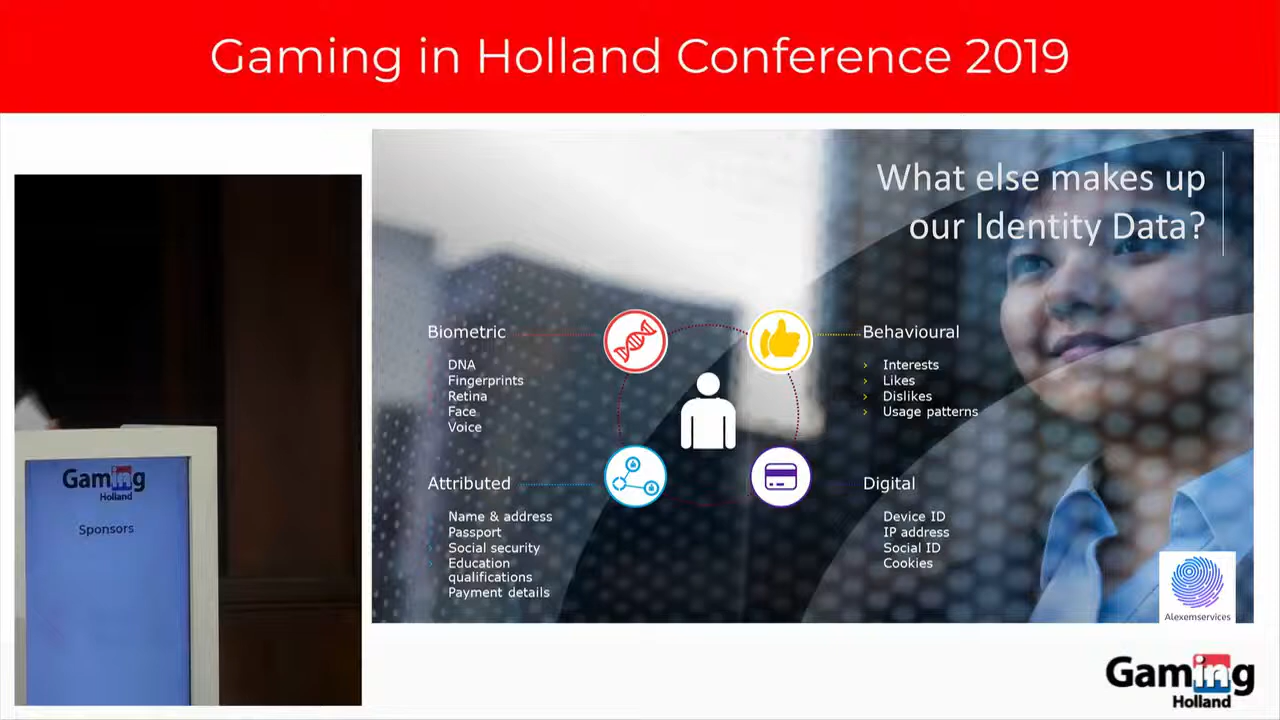 Gaming in Holland Conference 2019
What else makes up
our Identity Data?
Biometric
DNA
Fingerprints
Retina
Face
Voice
Behavioural
Interests
Likes
Dislikes
Usage patterns
Attributed
Name & address
Passport
Social security
Education
qualifications
Payment details
Digital
Device ID
IP address
Social ID
Cookies
Alexemservices
Gaming
Holland
Sponsors
Gaming
Holland